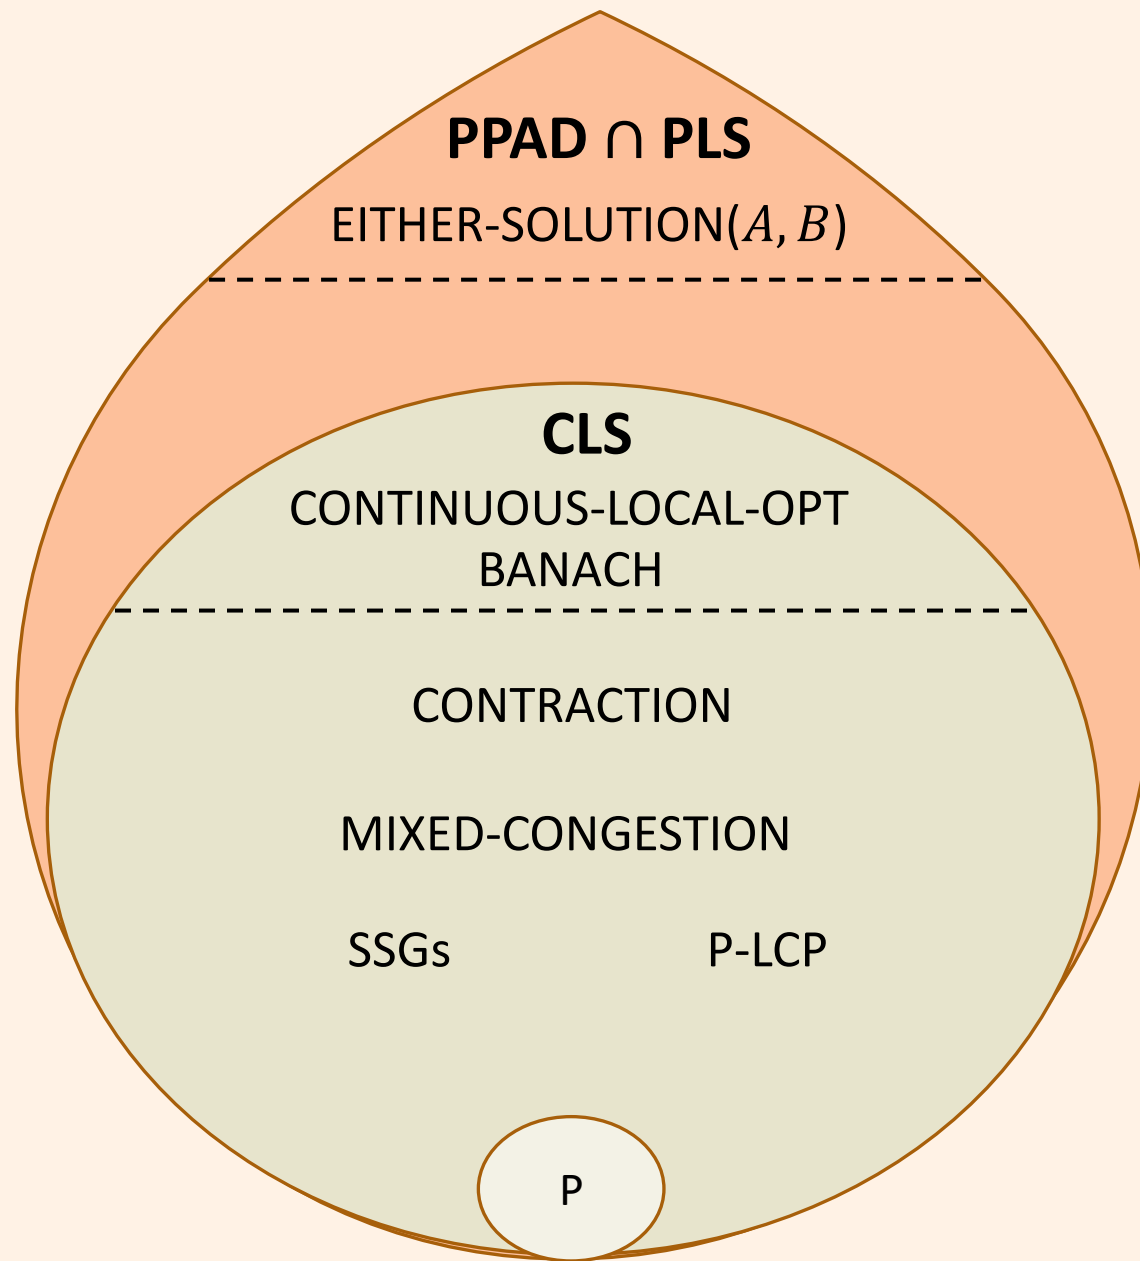 PPAD ∩ PLS
EITHER-SOLUTION(A, B)
CLS
CONTINUOUS-LOCAL-OPT
BANACH
CONTRACTION
MIXED-CONGESTION
SSGs P-LCP
P